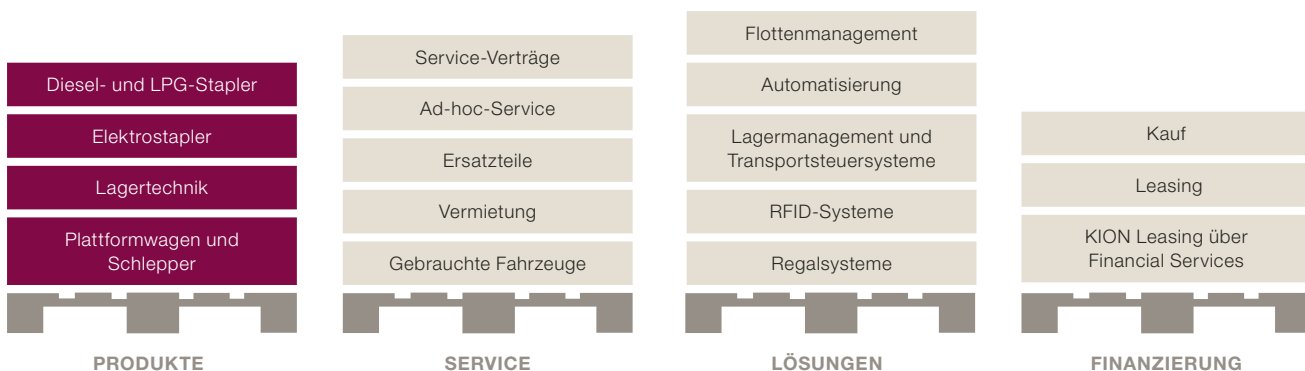 Diesel- und LPG-Stapler
Elektrostapler
Lagertechnik
Plattformwagen und
Schlepper
PRODUKTE
Service-Verträge
Ad-hoc-Service
Ersatzteile
Vermietung
Gebrauchte Fahrzeuge
SERVICE
Flottenmanagement
Automatisierung
Lagermanagement und
Transportsteuersysteme
RFID-Systeme
Regalsysteme
LÖSUNGEN
Kauf
Leasing
KION Leasing über
Financial Services
FINANZIERUNG